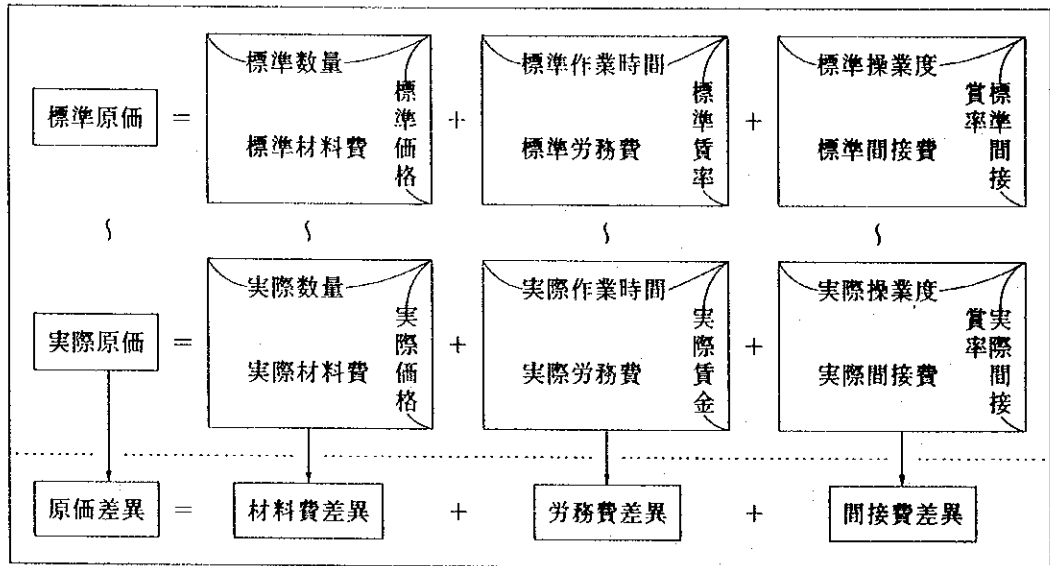 標準数量
標準価格
標準材料費
標準作業時間
標準賃率
標準労務費
標準操業度
標準間接
賞率
標準間接費
標準原価 = + +
実際数量
実際価格
実際材料費
実際作業時間
実際賃金
実際労務費
実際操業度
実際間接
賞率
実際間接費
実際原価 = + +
原価差異 = 材料費差異 + 労務費差異 + 間接費差異